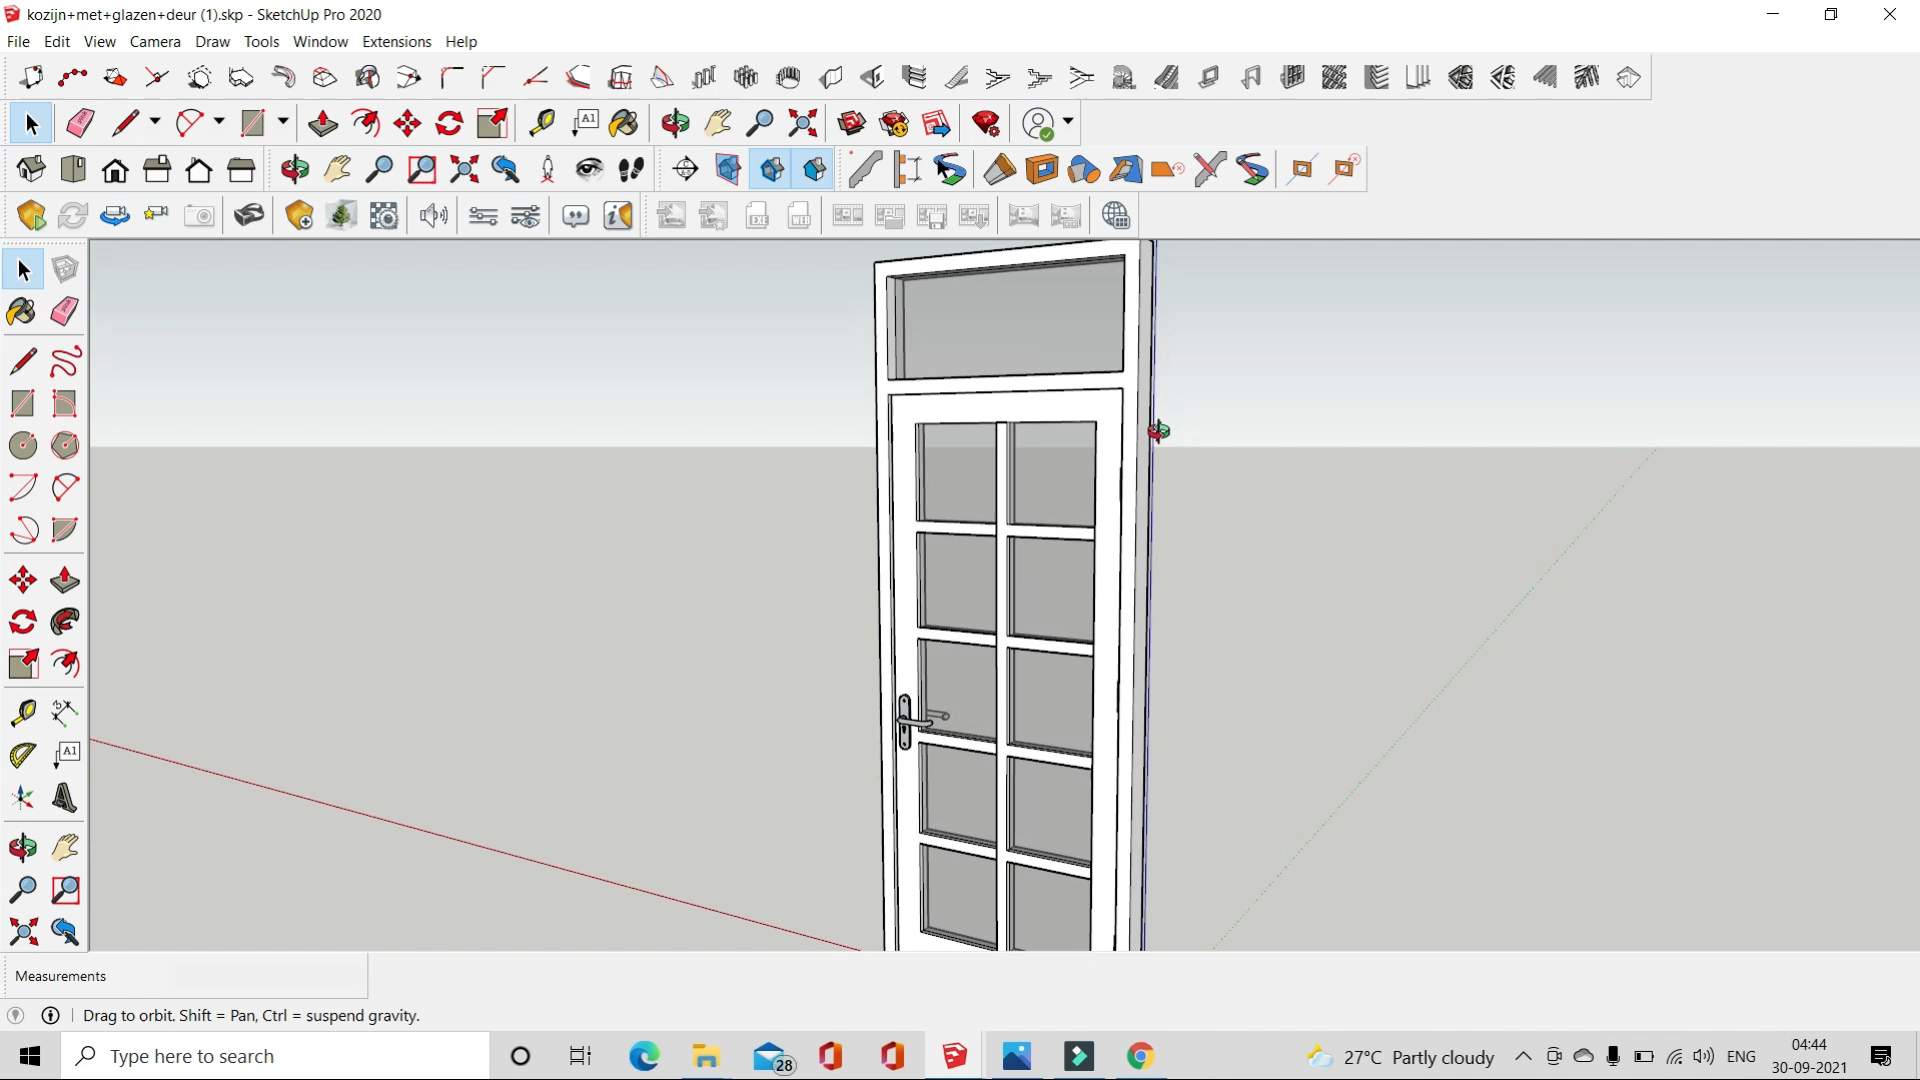 kozijn+met+glazen+deur (1).skp - SketchUp Pro 2020
File Edit View Camera Draw Tools Window Extensions Help
A1
A1
Measurements
Drag to orbit. Shift = Pan, Ctrl = suspend gravity.
Type here to search
28
27°C Partly cloudy
ENG
04:44
30-09-2021